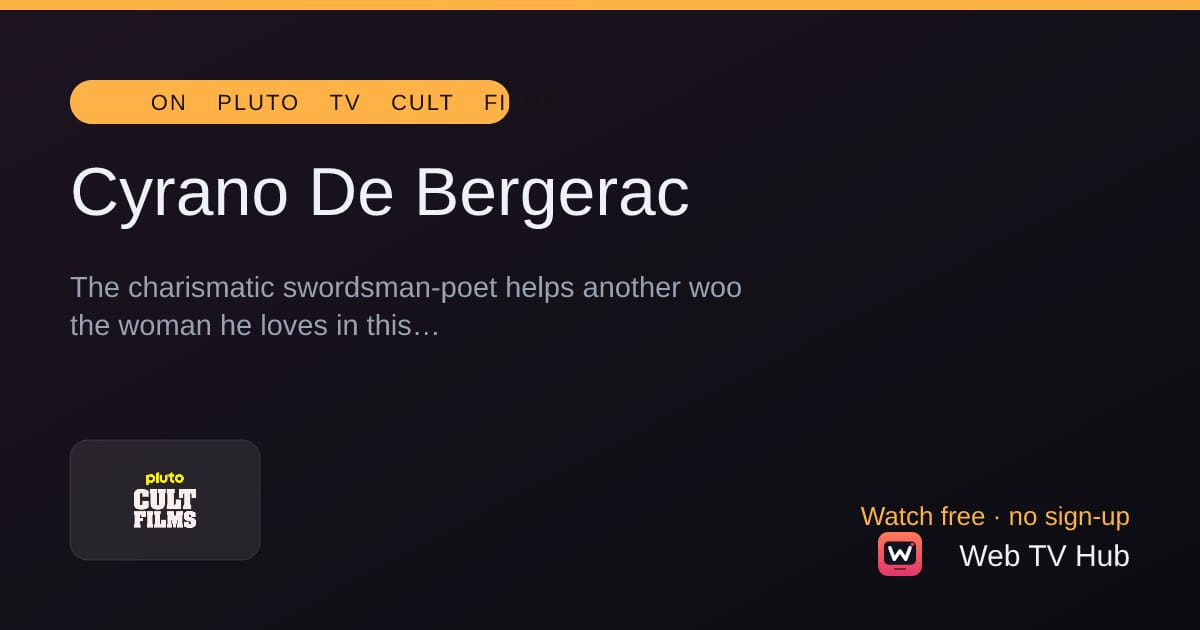 ON PLUTO TV CULT FILMS
Cyrano De Bergerac
The charismatic swordsman-poet helps another woo
the woman he loves in this…
pluto
CULT
FILMS
Watch free · no sign-up
W
Web TV Hub